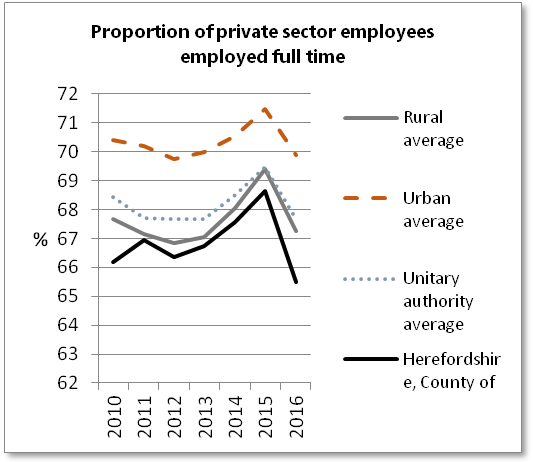 Proportion of private sector employees
employed full time
72
71
70
69
68
67
66
65
64
63
62
%
2010
2011
2012
2013
2014
2015
2016
Rural
average
Urban
average
Unitary
authority
average
Herefordshir
e, County of